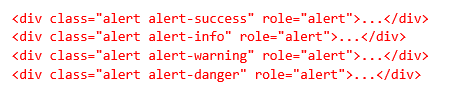 <div class="alert alert-success" role="alert">...</div>
<div class="alert alert-info" role="alert">...</div>
<div class="alert alert-warning" role="alert">...</div>
<div class="alert alert-danger" role="alert">...</div>